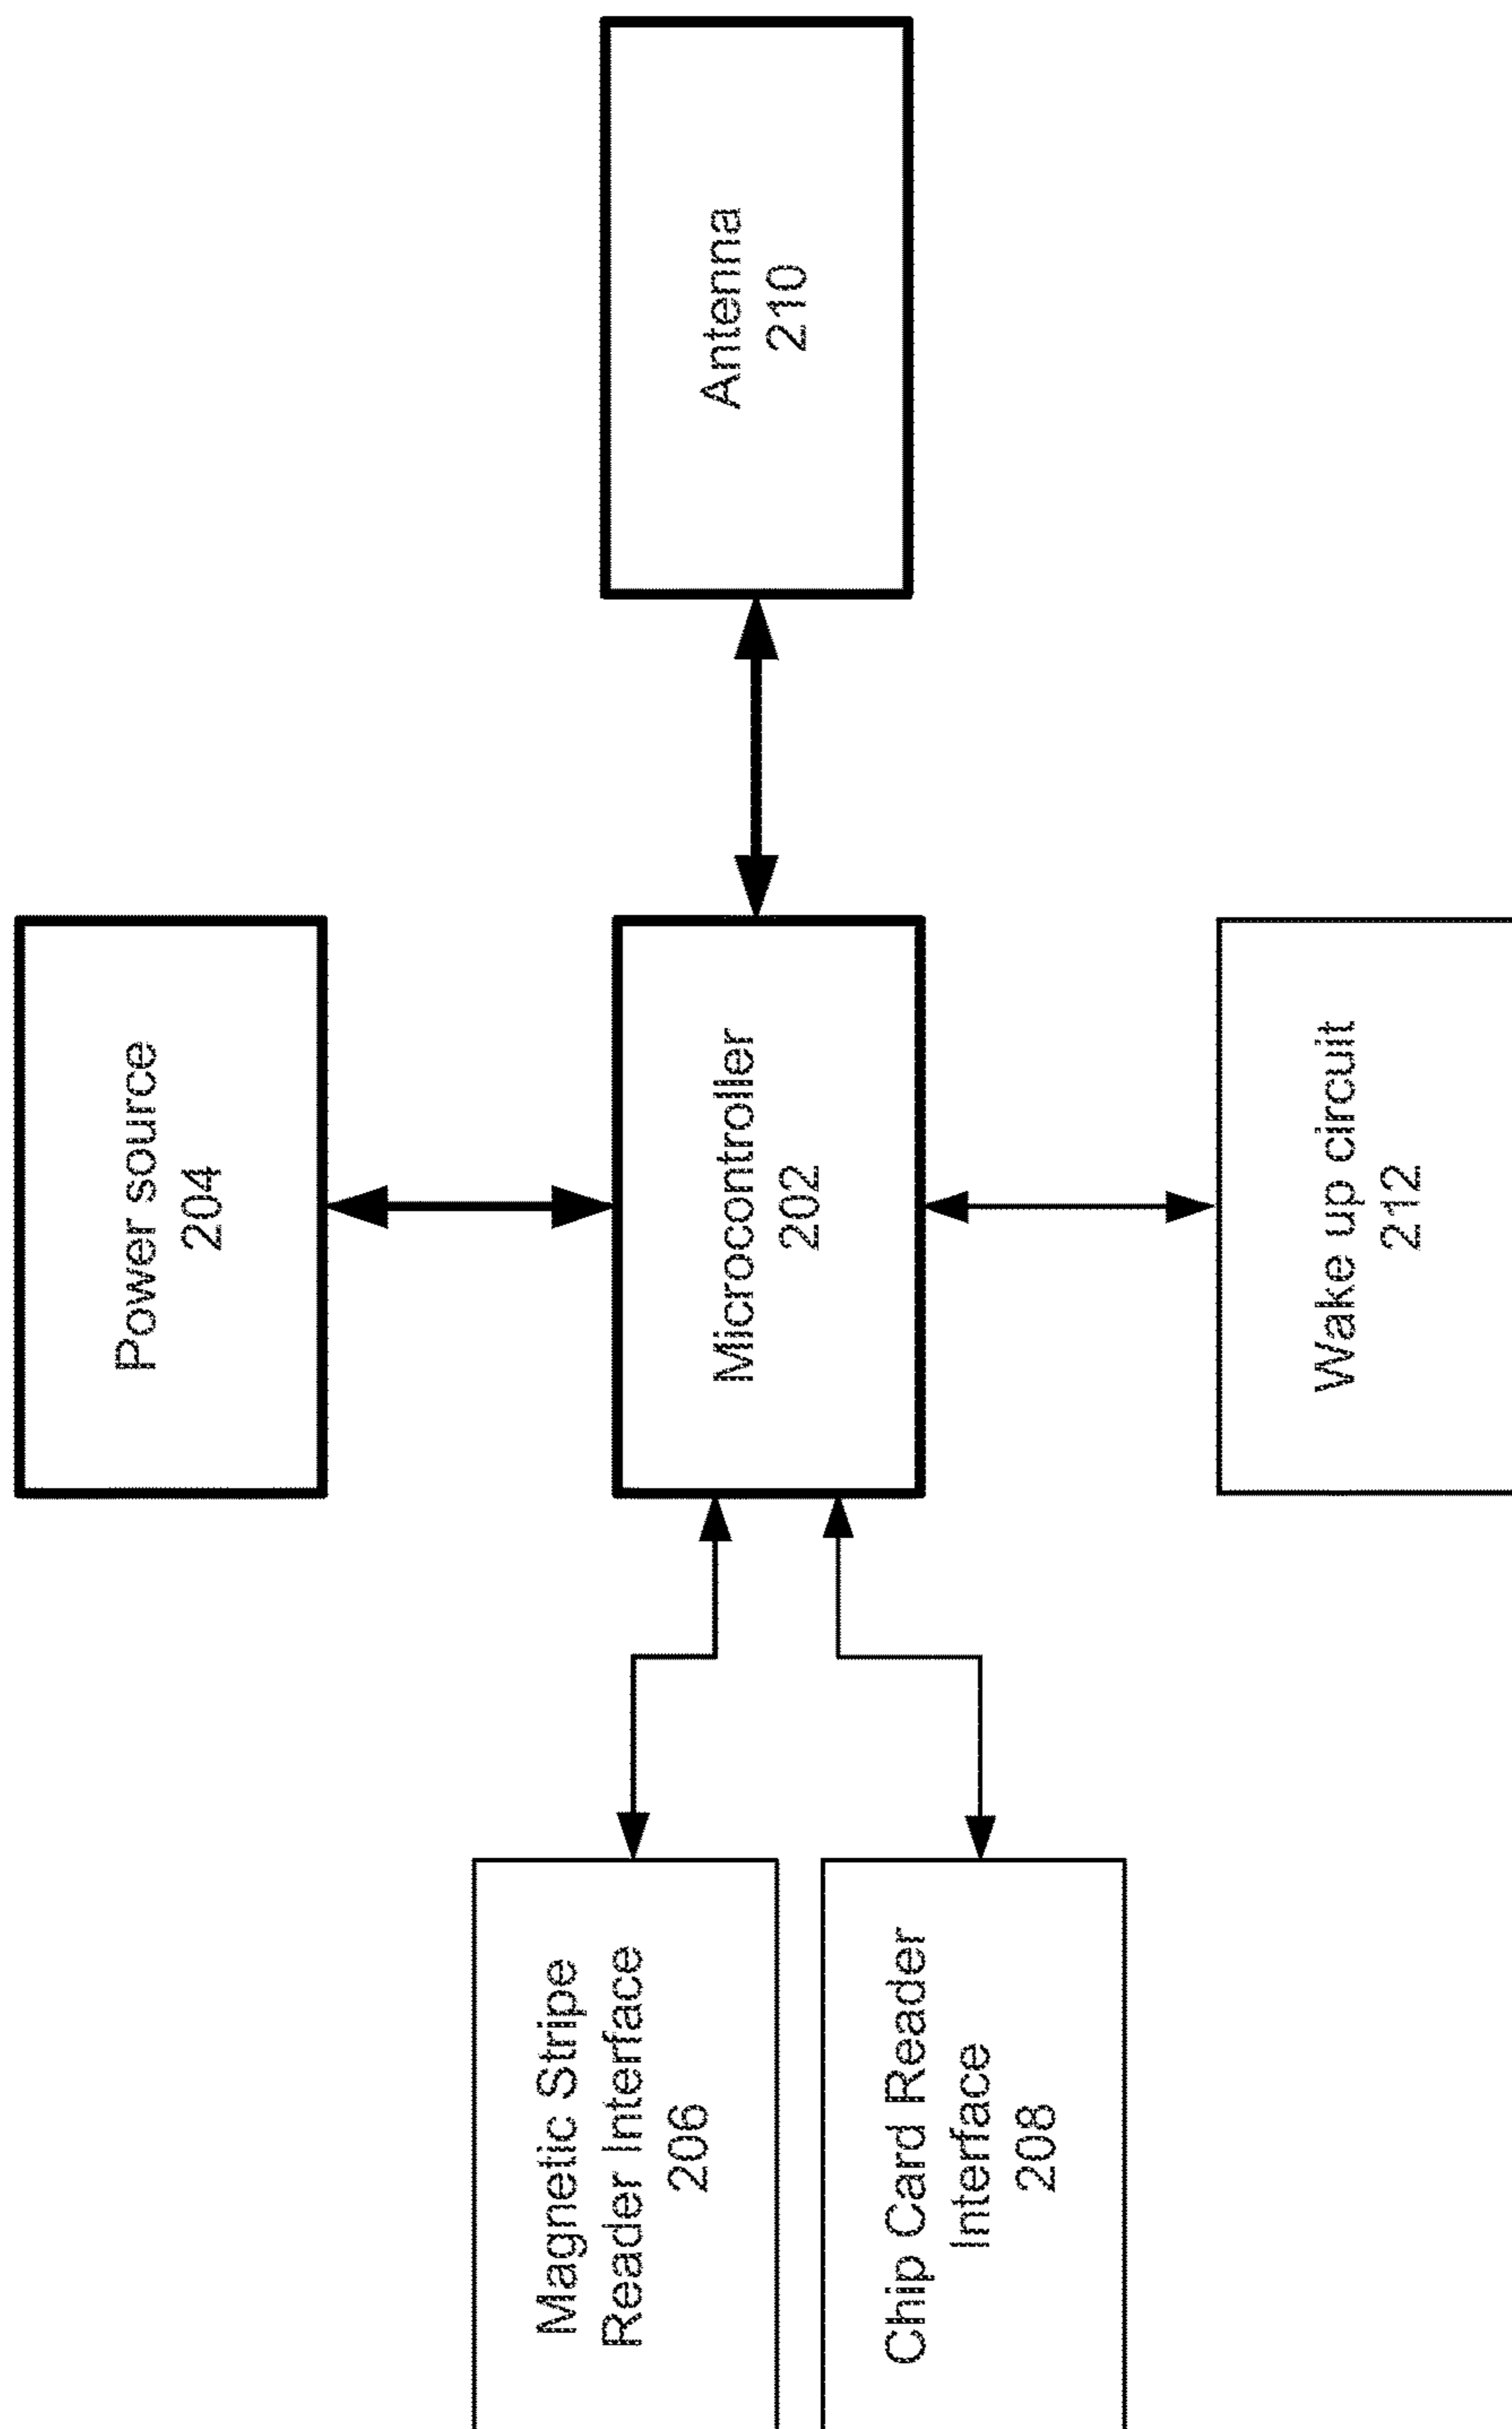 Power source
204
Magnetic Stripe
Reader Interface
206
Chip Card Reader
Interface
208
Microcontroller
202
Antenna
210
Wake up circuit
212